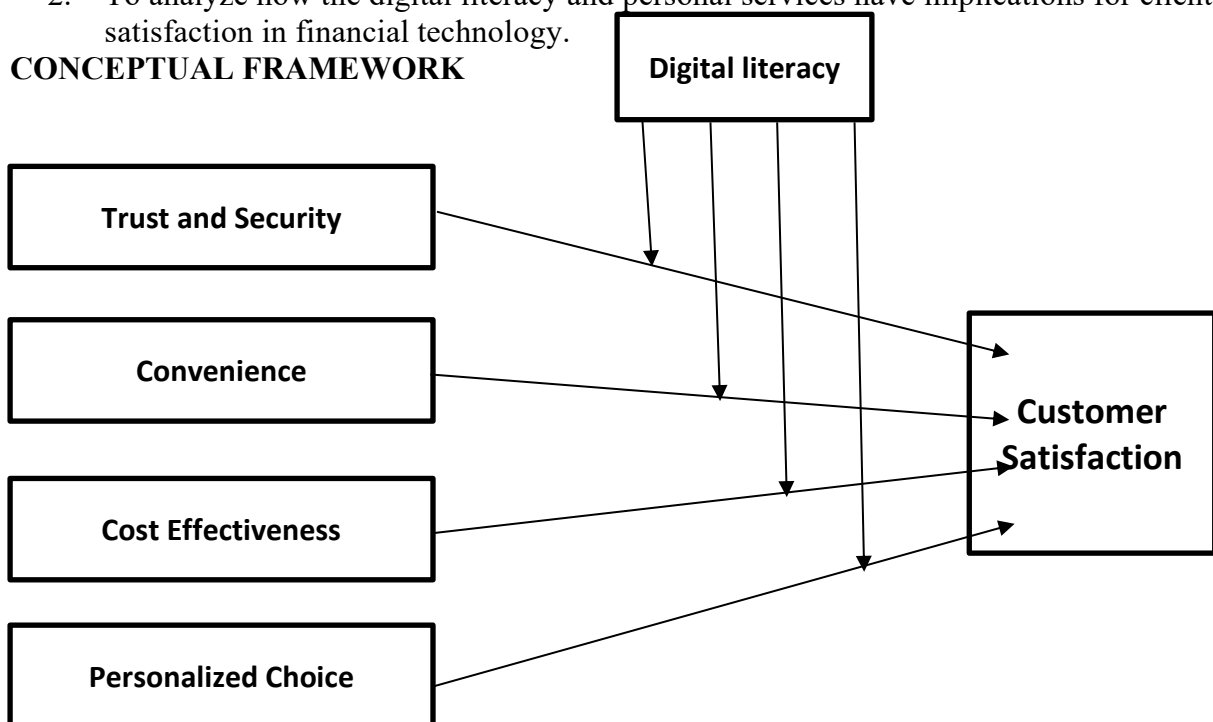 2. To analyze how the digital literacy and personal services have implications for client
satisfaction in financial technology.
CONCEPTUAL FRAMEWORK
Digital literacy
Trust and Security
Convenience
Customer
Satisfaction
Cost Effectiveness
Personalized Choice